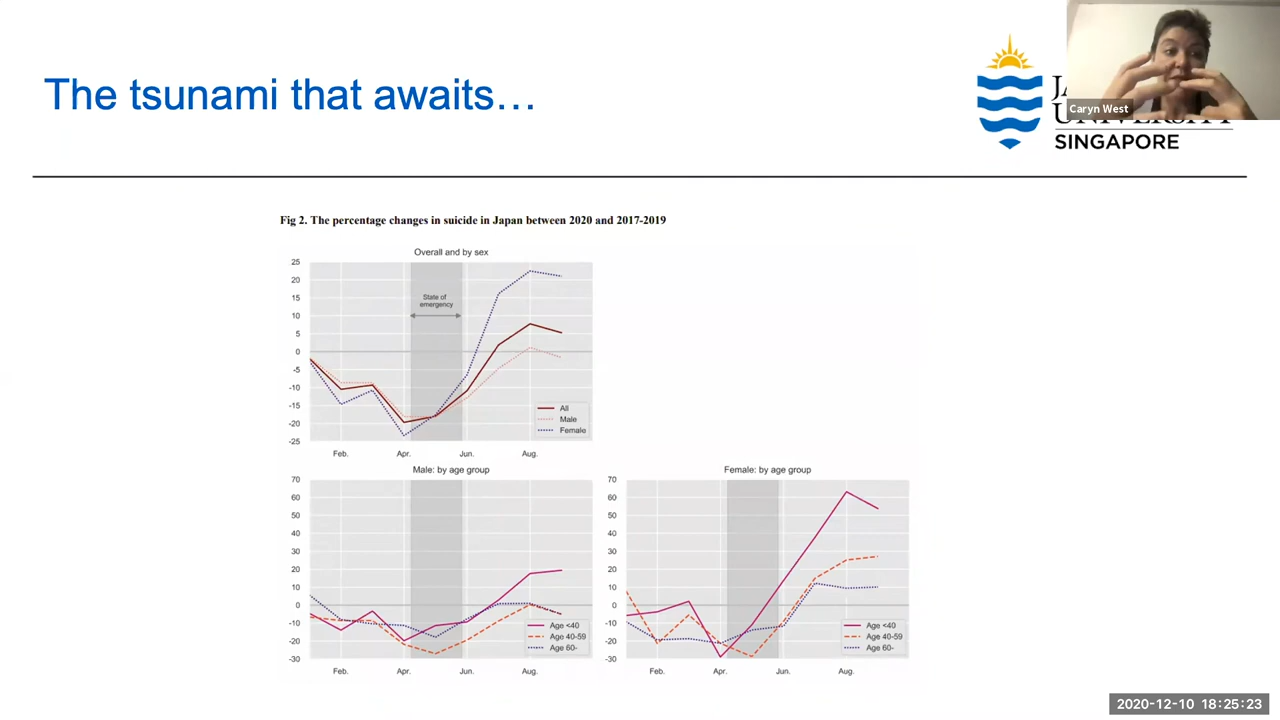 The tsunami that awaits…
Caryn West
SINGAPORE
Fig 2. The percentage changes in suicide in Japan between 2020 and 2017-2019
Overall and by sex
25
20
15
10
5
0
-5
-10
-15
-20
-25
State of
emergency
All
Male
Female
Feb.
Apr.
Jun.
Aug.
Male: by age group
70
60
50
40
30
20
10
0
-10
-20
-30
Age <40
Age 40-59
Age 60-
Feb.
Apr.
Jun.
Aug.
Female: by age group
70
60
50
40
30
20
10
0
-10
-20
-30
Age <40
Age 40-59
Age 60-
Feb.
Apr.
Jun.
Aug.
2020-12-10 18:25:23